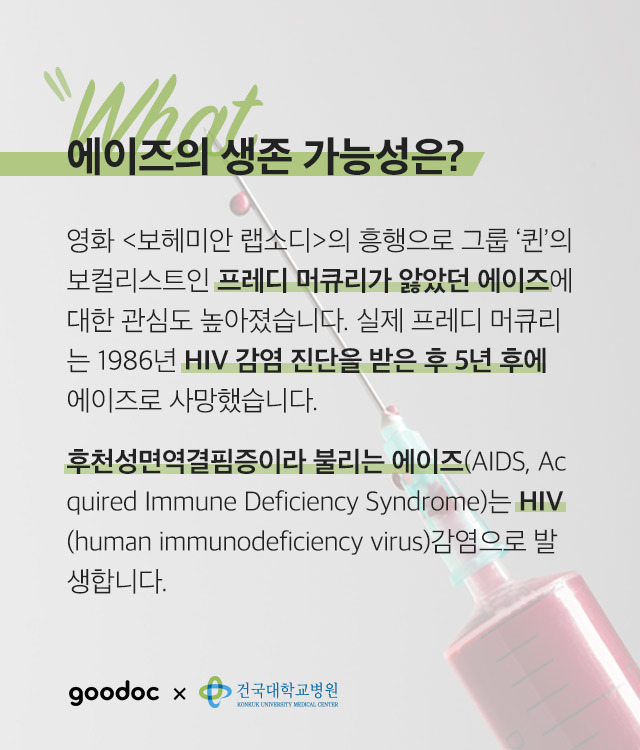 What
에이즈의 생존 가능성은?
영화 <보헤미안 랩소디>의 흥행으로 그룹 ‘퀸’의
보컬리스트인 프레디 머큐리가 앓았던 에이즈에
대한 관심도 높아졌습니다. 실제 프레디 머큐리
는 1986년 HIV 감염 진단을 받은 후 5년 후에
에이즈로 사망했습니다.
후천성면역결핍증이라 불리는 에이즈(AIDS, Ac
quired Immune Deficiency Syndrome)는 HIV
(human immunodeficiency virus)감염으로 발
생합니다.
goodoc × 건국대학교병원
KONKUK UNIVERSITY MEDICAL CENTER